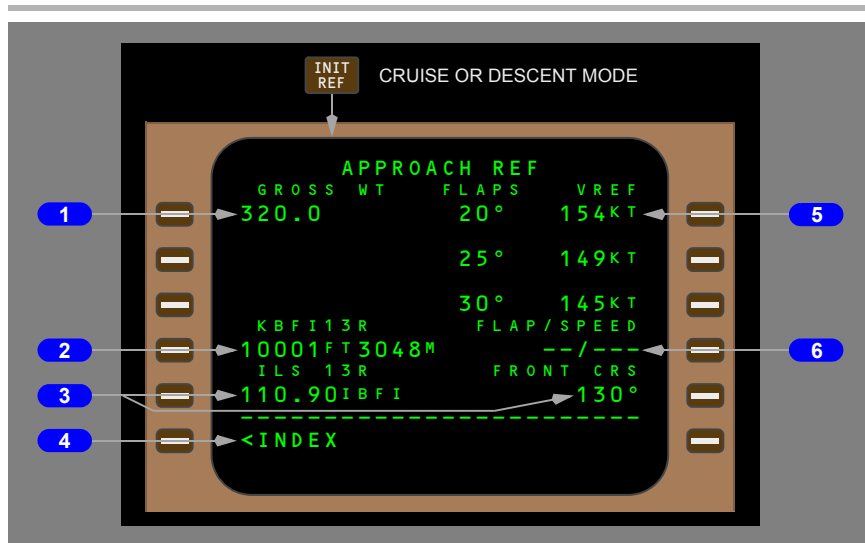 INIT
REF
CRUISE OR DESCENT MODE
APPROACH REF
GROSS WT FLAPS VREF
1 320.0 20° 154KT 5
25° 149KT
30° 145KT
KBFI13R FLAP/SPEED
2 10001FT3048M --/--- 6
ILS 13R FRONT CRS
3 110.90IBFI 130°
------------------------
4 <INDEX